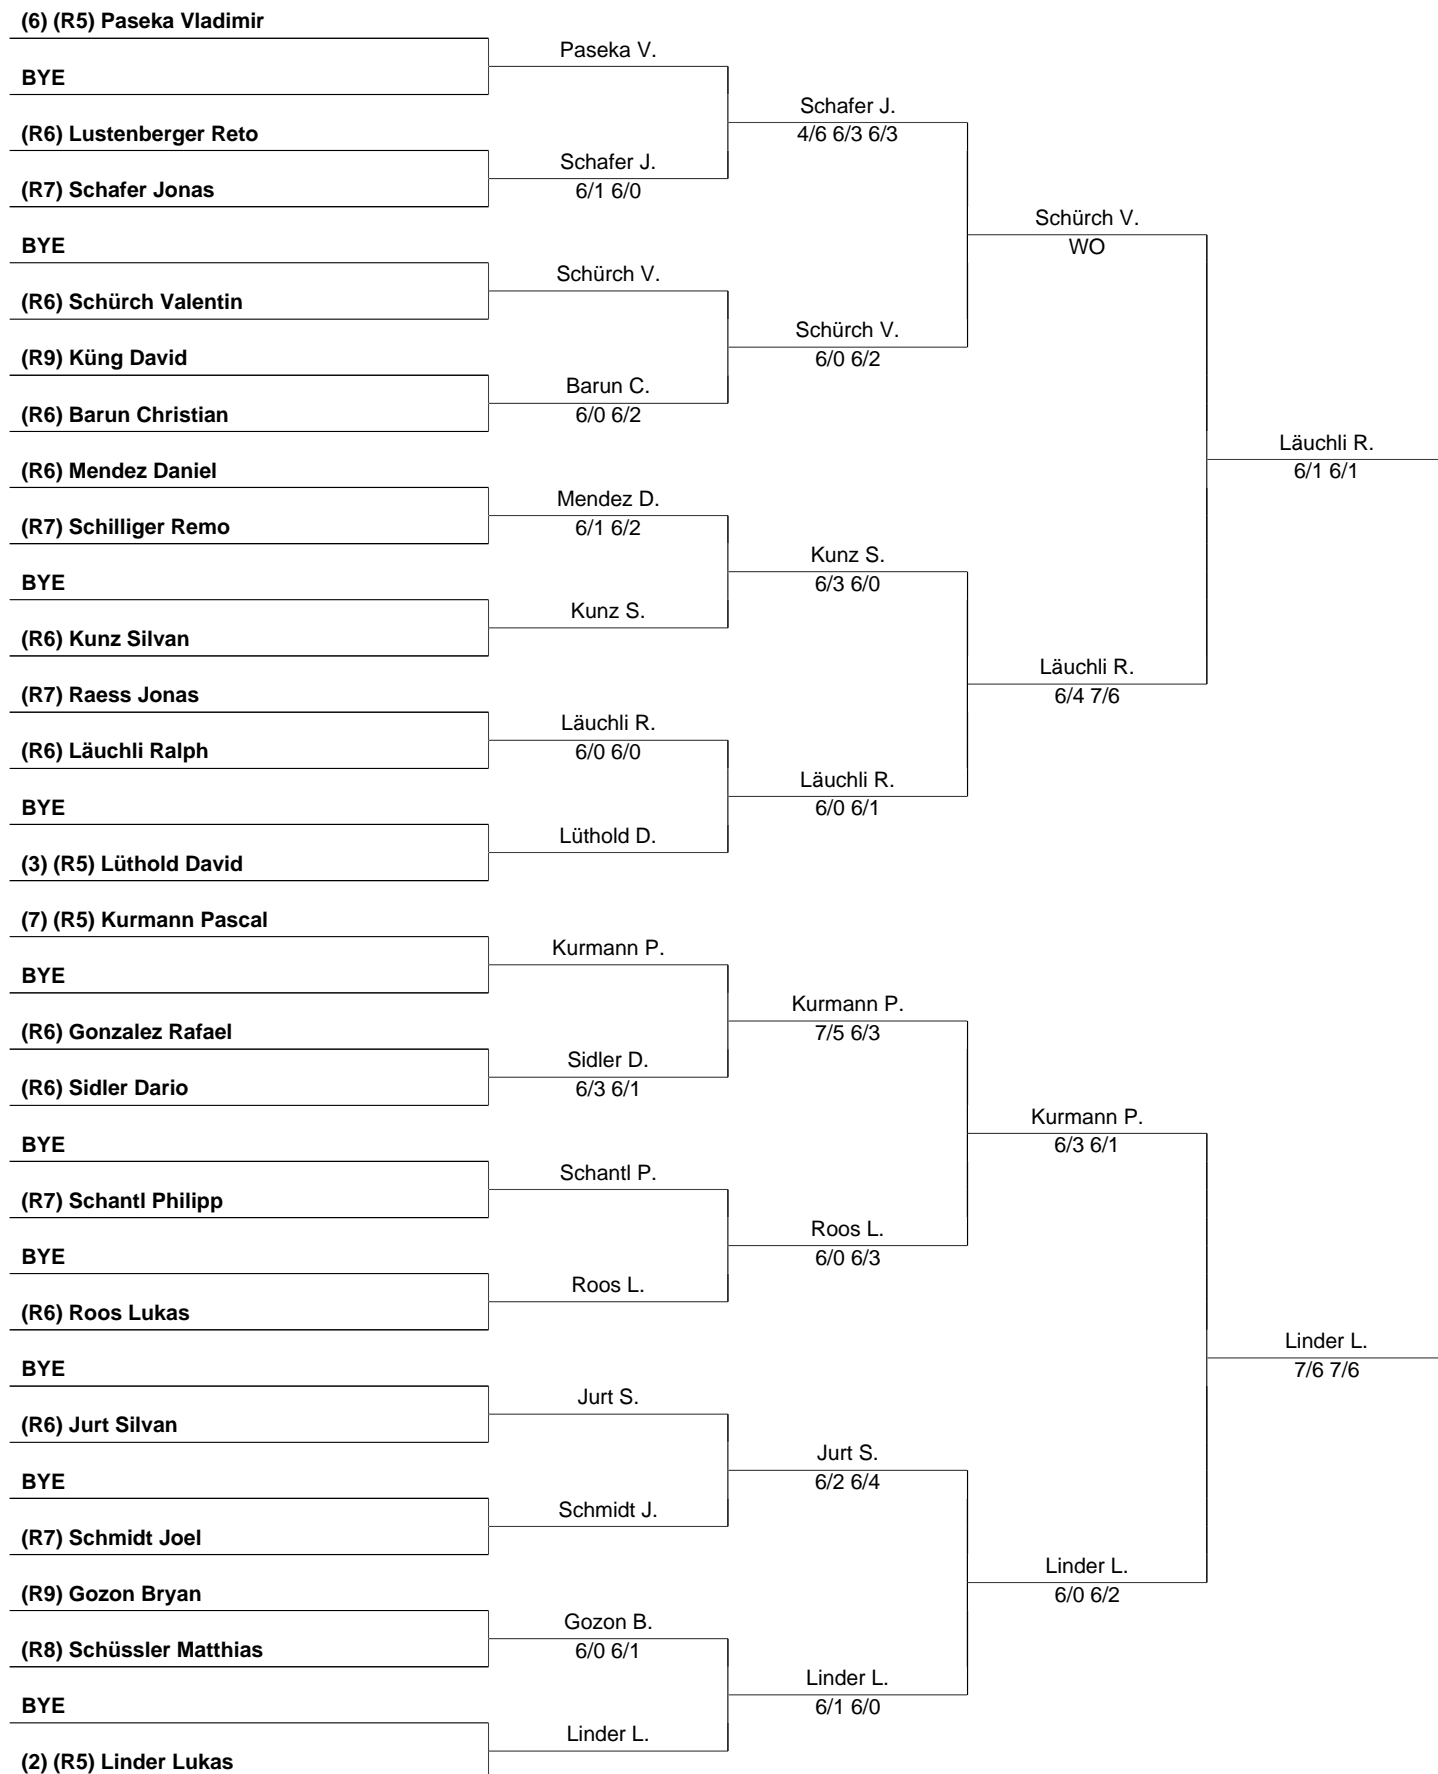 (6) (R5) Paseka Vladimir
BYE
(R6) Lustenberger Reto
(R7) Schafer Jonas
BYE
(R6) Schürch Valentin
(R9) Küng David
(R6) Barun Christian
(R6) Mendez Daniel
(R7) Schilliger Remo
BYE
(R6) Kunz Silvan
(R7) Raess Jonas
(R6) Läuchli Ralph
BYE
(3) (R5) Lüthold David
(7) (R5) Kurmann Pascal
BYE
(R6) Gonzalez Rafael
(R6) Sidler Dario
BYE
(R7) Schantl Philipp
BYE
(R6) Roos Lukas
BYE
(R6) Jurt Silvan
BYE
(R7) Schmidt Joel
(R9) Gozon Bryan
(R8) Schüssler Matthias
BYE
(2) (R5) Linder Lukas
Paseka V.
Schafer J.
6/1 6/0
Schürch V.
Barun C.
6/0 6/2
Mendez D.
6/1 6/2
Kunz S.
Läuchli R.
6/0 6/0
Lüthold D.
Kurmann P.
Sidler D.
6/3 6/1
Schantl P.
Roos L.
Jurt S.
Schmidt J.
Gozon B.
6/0 6/1
Linder L.
Schafer J.
4/6 6/3 6/3
Schürch V.
6/0 6/2
Kunz S.
6/3 6/0
Läuchli R.
6/0 6/1
Kurmann P.
7/5 6/3
Roos L.
6/0 6/3
Jurt S.
6/2 6/4
Linder L.
6/1 6/0
Schürch V.
WO
Läuchli R.
6/4 7/6
Kurmann P.
6/3 6/1
Linder L.
6/0 6/2
Läuchli R.
6/1 6/1
Linder L.
7/6 7/6